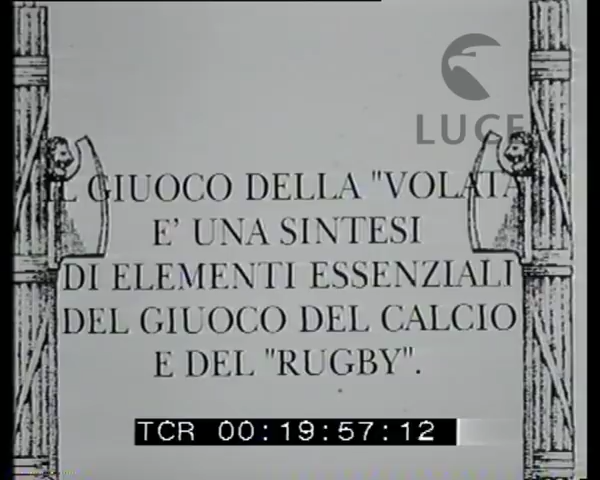 LUCE
IL GIUOCO DELLA "VOLATA
E' UNA SINTESI
DI ELEMENTI ESSENZIALI
DEL GIUOCO DEL CALCIO
E DEL "RUGBY".
TCR 00:19:57:12